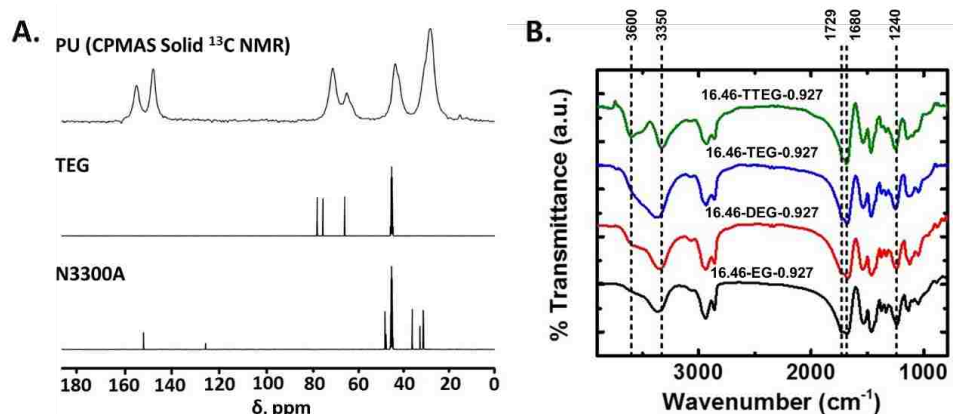 A.
PU (CPMAS Solid ¹³C NMR)
TEG
N3300A
180 160 140 120 100 80 60 40 20 0
δ, ppm
B.
3600 3350 1729 1680 1240
% Transmittance (a.u.)
16.46-TTEG-0.927
16.46-TEG-0.927
16.46-DEG-0.927
16.46-EG-0.927
3000 2000 1000
Wavenumber (cm⁻¹)